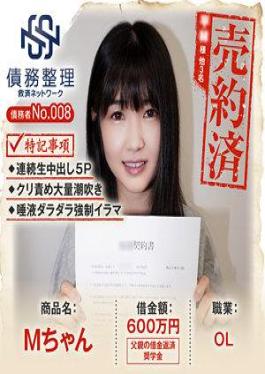 債務整理
救済ネットワーク
債務者No.008
様 他3名
売約済
特記事項
連続生中出し5P
クリ責め大量潮吹き
唾液ダラダラ強制イラマ
契約書
商品名:
Mちゃん
借金額:
600万円
父親の借金返済
奨学金
職業:
OL